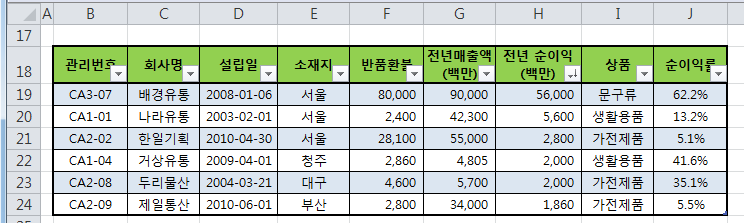 A B C D E F G H I J
17
18 관리번호 회사명 설립일 소재지 반품환불 전년매출액 (백만) 전년 순이익 (백만) 상품 순이익률
19 CA3-07 배경유통 2008-01-06 서울 80,000 90,000 56,000 문구류 62.2%
20 CA1-01 나라유통 2003-02-01 서울 2,400 42,300 5,600 생활용품 13.2%
21 CA2-02 한일기획 2010-04-30 서울 28,100 55,000 2,800 가전제품 5.1%
22 CA1-04 거상유통 2009-04-01 청주 2,860 4,805 2,000 생활용품 41.6%
23 CA2-08 두리물산 2004-03-21 대구 4,600 5,700 2,000 가전제품 35.1%
24 CA2-09 제일통산 2010-06-01 부산 2,800 34,000 1,860 가전제품 5.5%